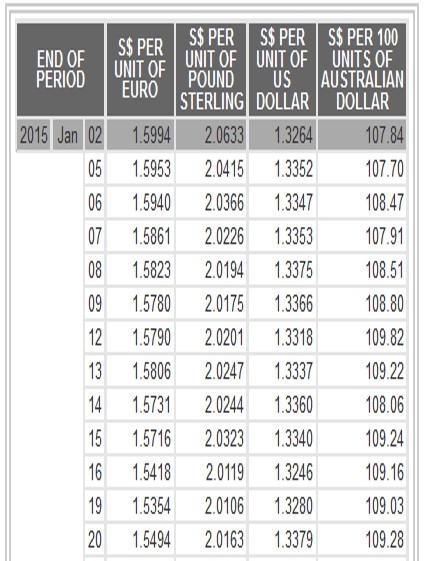 END OF PERIOD S$ PER UNIT OF EURO S$ PER UNIT OF POUND STERLING S$ PER UNIT OF US DOLLAR S$ PER 100 UNITS OF AUSTRALIAN DOLLAR
2015 Jan 02 1.5994 2.0633 1.3264 107.84
05 1.5953 2.0415 1.3352 107.70
06 1.5940 2.0366 1.3347 108.47
07 1.5861 2.0226 1.3353 107.91
08 1.5823 2.0194 1.3375 108.51
09 1.5780 2.0175 1.3366 108.80
12 1.5790 2.0201 1.3318 109.82
13 1.5806 2.0247 1.3337 109.22
14 1.5731 2.0244 1.3360 108.06
15 1.5716 2.0323 1.3340 109.24
16 1.5418 2.0119 1.3246 109.16
19 1.5354 2.0106 1.3280 109.03
20 1.5494 2.0163 1.3379 109.28